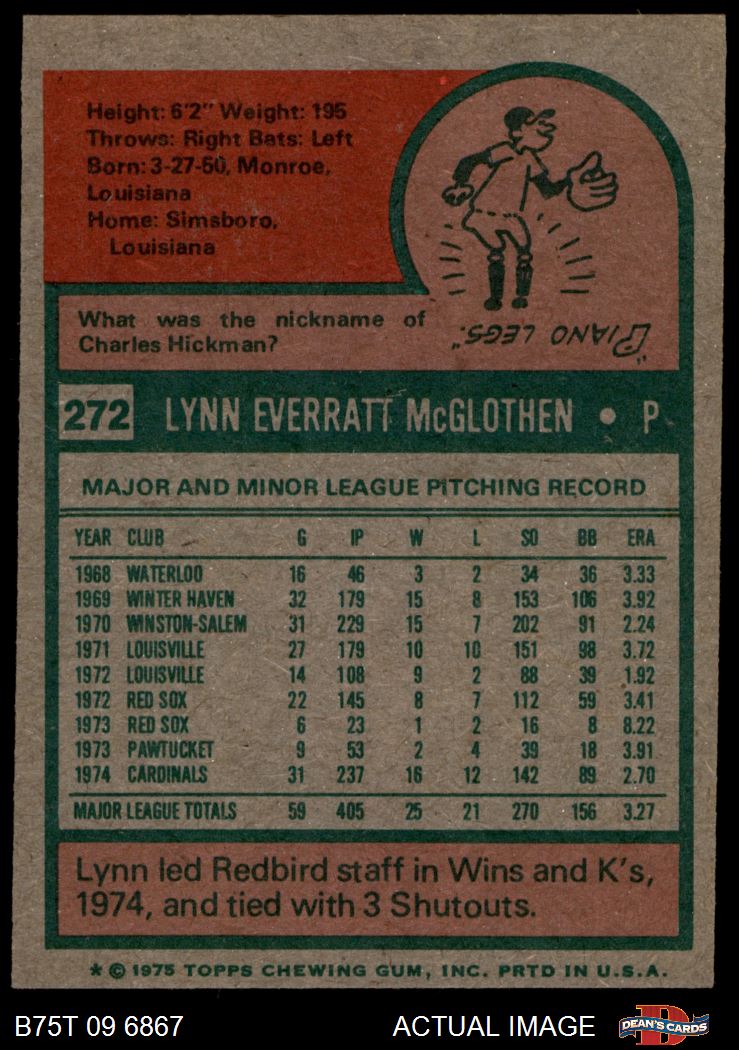 Height: 6'2" Weight: 195
Throws: Right Bats: Left
Born: 3-27-50, Monroe,
Louisiana
Home: Simsboro,
Louisiana
What was the nickname of
Charles Hickman?
"PIANO LEGS."
272 LYNN EVERRATT McGLOTHEN • P
MAJOR AND MINOR LEAGUE PITCHING RECORD
YEAR CLUB G IP W L SO BB ERA
1968 WATERLOO 16 46 3 2 34 36 3.33
1969 WINTER HAVEN 32 179 15 8 153 106 3.92
1970 WINSTON-SALEM 31 229 15 7 202 91 2.24
1971 LOUISVILLE 27 179 10 10 151 98 3.72
1972 LOUISVILLE 14 108 9 2 88 39 1.92
1972 RED SOX 22 145 8 7 112 59 3.41
1973 RED SOX 6 23 1 2 16 8 8.22
1973 PAWTUCKET 9 53 2 4 39 18 3.91
1974 CARDINALS 31 237 16 12 142 89 2.70
MAJOR LEAGUE TOTALS 59 405 25 21 270 156 3.27
Lynn led Redbird staff in Wins and K's,
1974, and tied with 3 Shutouts.
* © 1975 TOPPS CHEWING GUM, INC. PRTD IN U.S.A.
B75T 09 6867 ACTUAL IMAGE D DEAN'S CARDS